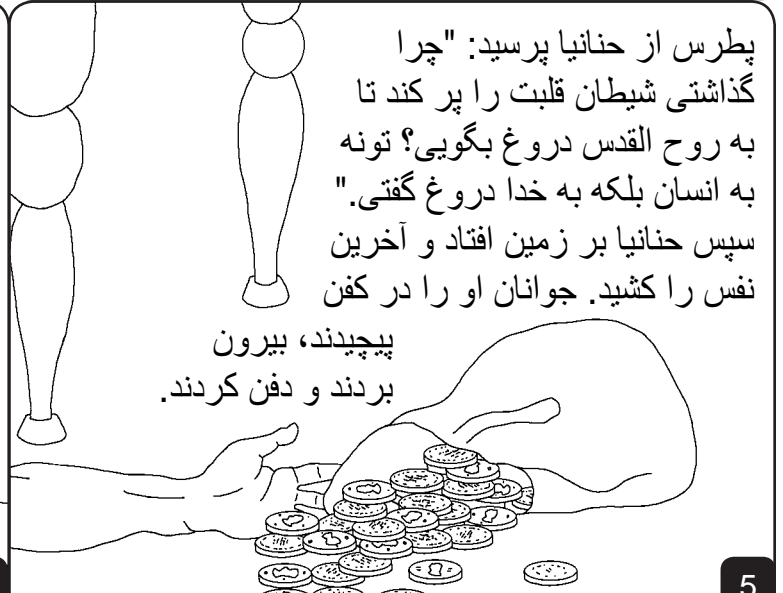 پطرس از حنانیا پرسید: "چرا
گذاشتی شیطان قلبت را پر کند تا
به روح القدس دروغ بگویی؟ تونه
به انسان بلکه به خدا دروغ گفتی."
سپس حنانیا بر زمین افتاد و آخرین
نفس را کشید. جوانان او را در کفن
پیچیدند، بیرون
بردند و دفن کردند.
5